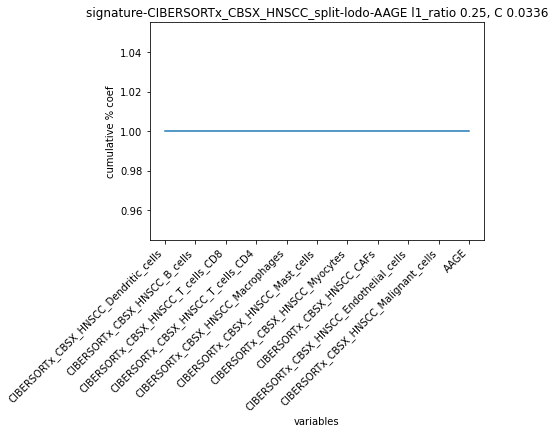 signature-CIBERSORTx_CBSX_HNSCC_split-lodo-AAGE l1_ratio 0.25, C 0.0336
cumulative % coef
1.04
1.02
1.00
0.98
0.96
CIBERSORTx_CBSX_HNSCC_Dendritic_cells
CIBERSORTx_CBSX_HNSCC_B_cells
CIBERSORTx_CBSX_HNSCC_T_cells_CD8
CIBERSORTx_CBSX_HNSCC_T_cells_CD4
CIBERSORTx_CBSX_HNSCC_Macrophages
CIBERSORTx_CBSX_HNSCC_Mast_cells
CIBERSORTx_CBSX_HNSCC_Myocytes
CIBERSORTx_CBSX_HNSCC_CAFs
CIBERSORTx_CBSX_HNSCC_Endothelial_cells
CIBERSORTx_CBSX_HNSCC_Malignant_cells
AAGE
variables